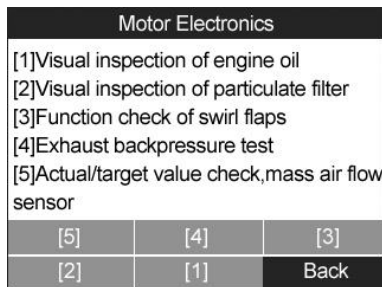 Motor Electronics
[1]Visual inspection of engine oil
[2]Visual inspection of particulate filter
[3]Function check of swirl flaps
[4]Exhaust backpressure test
[5]Actual/target value check,mass air flow
sensor
[5] [4] [3]
[2] [1] Back